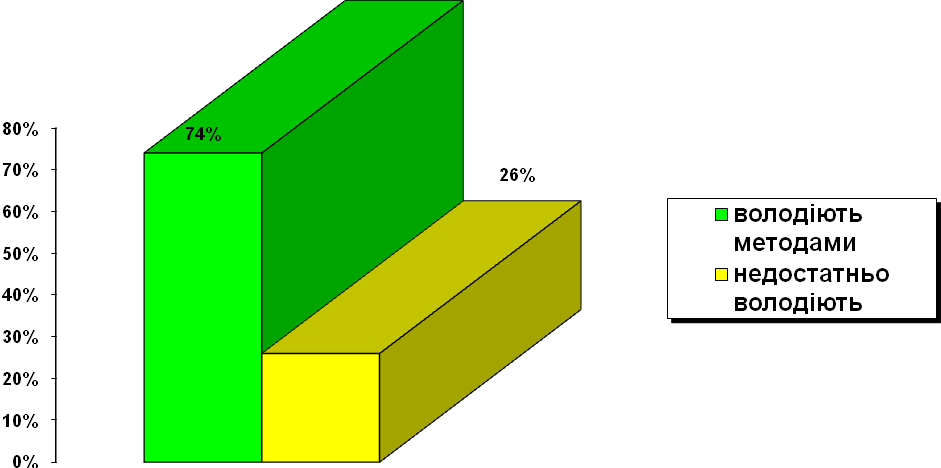 80%
70%
60%
50%
40%
30%
20%
10%
0%
74%
26%
володіють
методами
недостатньо
володіють